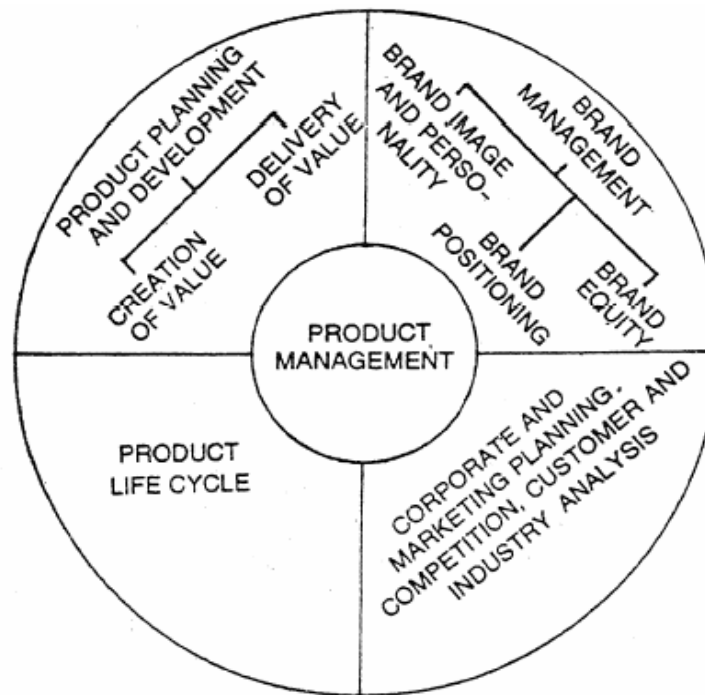 PRODUCT PLANNING
AND DEVELOPMENT
CREATION
OF VALUE
DELIVERY
OF VALUE
BRAND
MANAGEMENT
BRAND IMAGE
AND PERSO-
NALITY
BRAND
POSITIONING
BRAND
EQUITY
PRODUCT
MANAGEMENT
PRODUCT
LIFE CYCLE
CORPORATE AND
MARKETING PLANNING,
COMPETITION, CUSTOMER AND
INDUSTRY ANALYSIS